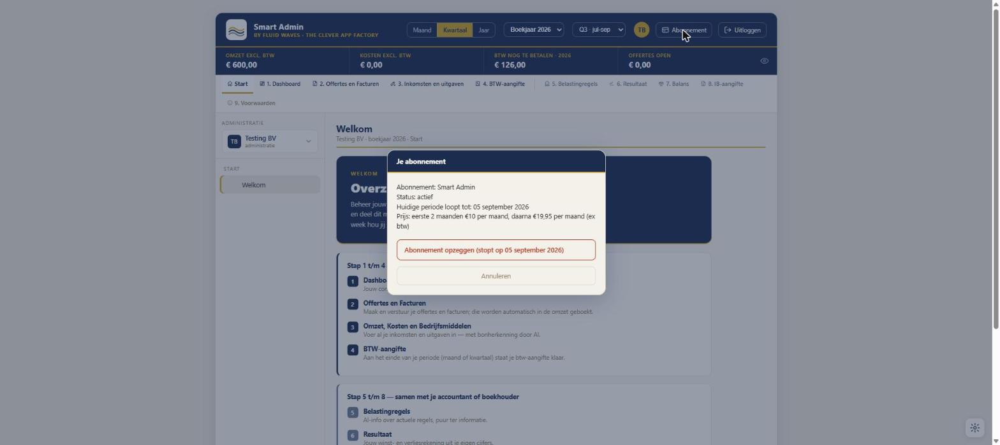 Smart Admin
BY FLUID WAVES · THE CLEVER APP FACTORY
Maand Kwartaal Jaar
Boekjaar 2026
Q3 · jul-sep
TB
Abonnement
Uitloggen
OMZET EXCL. BTW
€ 600,00
KOSTEN EXCL. BTW
€ 0,00
BTW NOG TE BETALEN · 2026
€ 126,00
OFFERTES OPEN
€ 0,00
Start
1. Dashboard
2. Offertes en Facturen
3. Inkomsten en uitgaven
4. BTW-aangifte
5. Belastingregels
6. Resultaat
7. Balans
8. IB-aangifte
9. Voorwaarden
ADMINISTRATIE
TB
Testing BV
administratie
START
Welkom
Welkom
Testing BV · boekjaar 2026 · Start
WELKOM
Overz
Beheer jouw
en deel dit m
week hou jij
Je abonnement
Abonnement: Smart Admin
Status: actief
Huidige periode loopt tot: 05 september 2026
Prijs: eerste 2 maanden €10 per maand, daarna €19,95 per maand (ex
btw)
Abonnement opzeggen (stopt op 05 september 2026)
Annuleren
Stap 1 t/m 4
1
Dashbo
Jouw con
2
Offertes en Facturen
Maak en verstuur je offertes en facturen; die worden automatisch in de omzet geboekt.
3
Omzet, Kosten en Bedrijfsmiddelen
Voer al je inkomsten en uitgaven in — met bonherkenning door AI.
4
BTW-aangifte
Aan het einde van je periode (maand of kwartaal) staat je btw-aangifte klaar.
Stap 5 t/m 8 — samen met je accountant of boekhouder
5
Belastingregels
AI-info over actuele regels, puur ter informatie.
6
Resultaat
Jouw winst- en verliesrekening uit je eigen cijfers.